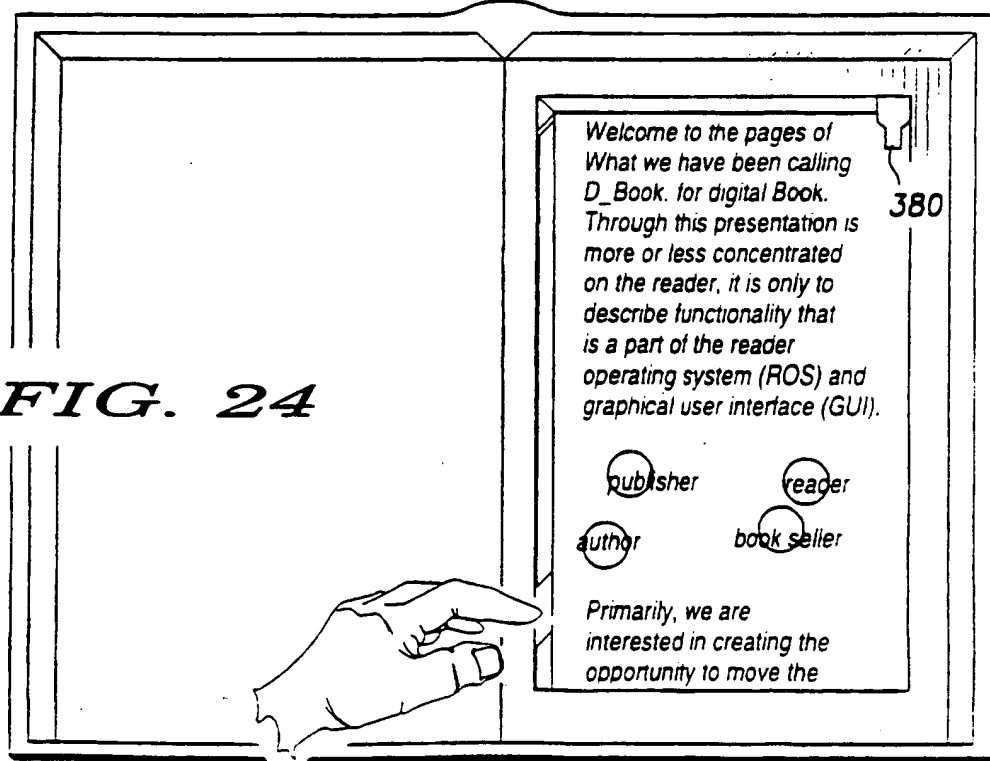 Welcome to the pages of
What we have been calling
D_Book. for digital Book.
380
Through this presentation is
more or less concentrated
on the reader, it is only to
describe functionality that
is a part of the reader
operating system (ROS) and
graphical user interface (GUI).
FIG. 24
publisher reader
author book seller
Primarily, we are
interested in creating the
opportunity to move the